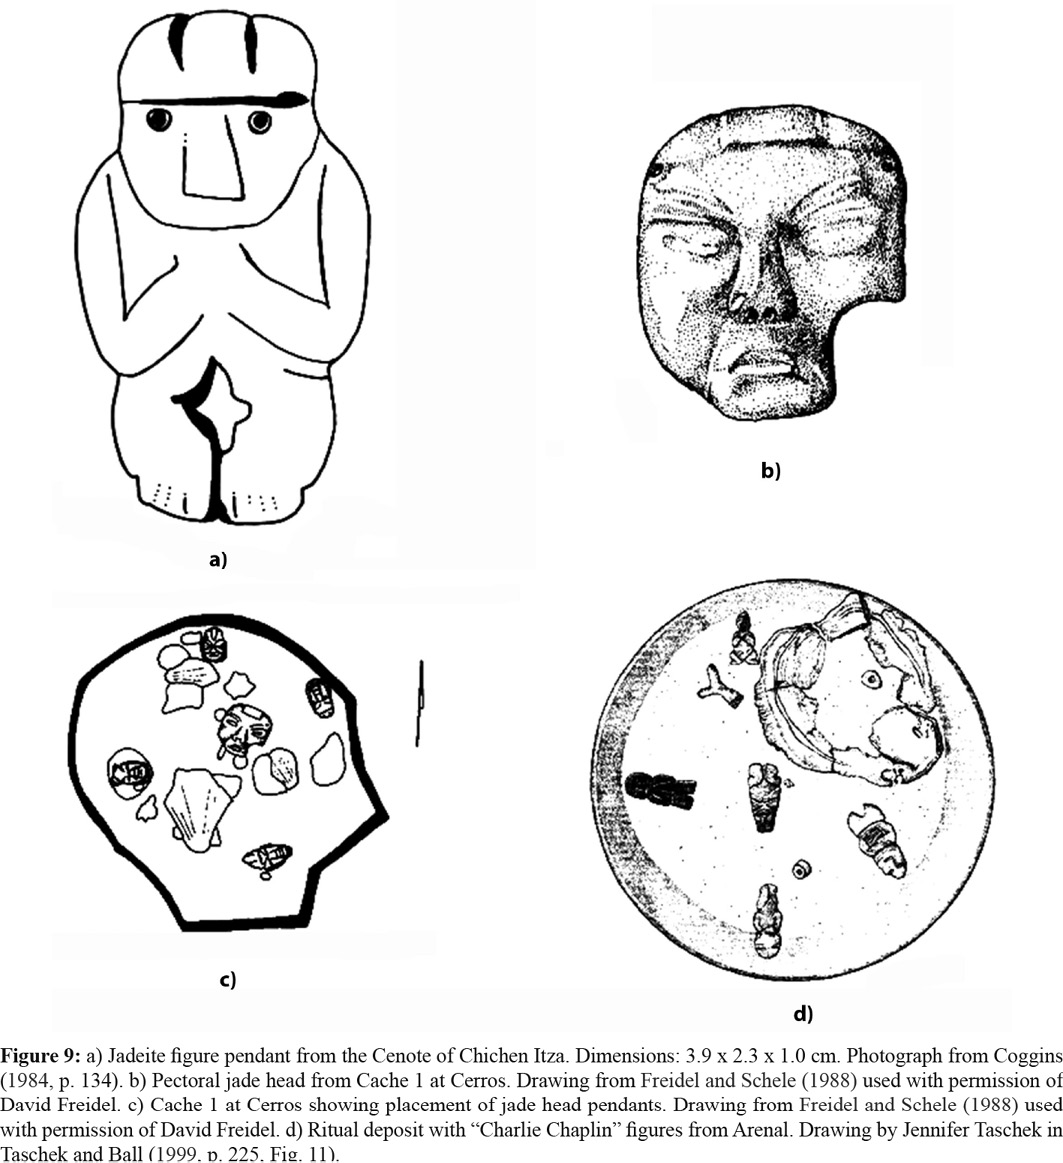 a)
b)
c)
d)
Figure 9: a) Jadeite figure pendant from the Cenote of Chichen Itza. Dimensions: 3.9 x 2.3 x 1.0 cm. Photograph from Coggins
(1984, p. 134). b) Pectoral jade head from Cache 1 at Cerros. Drawing from Freidel and Schele (1988) used with permission of
David Freidel. c) Cache 1 at Cerros showing placement of jade head pendants. Drawing from Freidel and Schele (1988) used
with permission of David Freidel. d) Ritual deposit with “Charlie Chaplin” figures from Arenal. Drawing by Jennifer Taschek in
Taschek and Ball (1999, p. 225, Fig. 11).